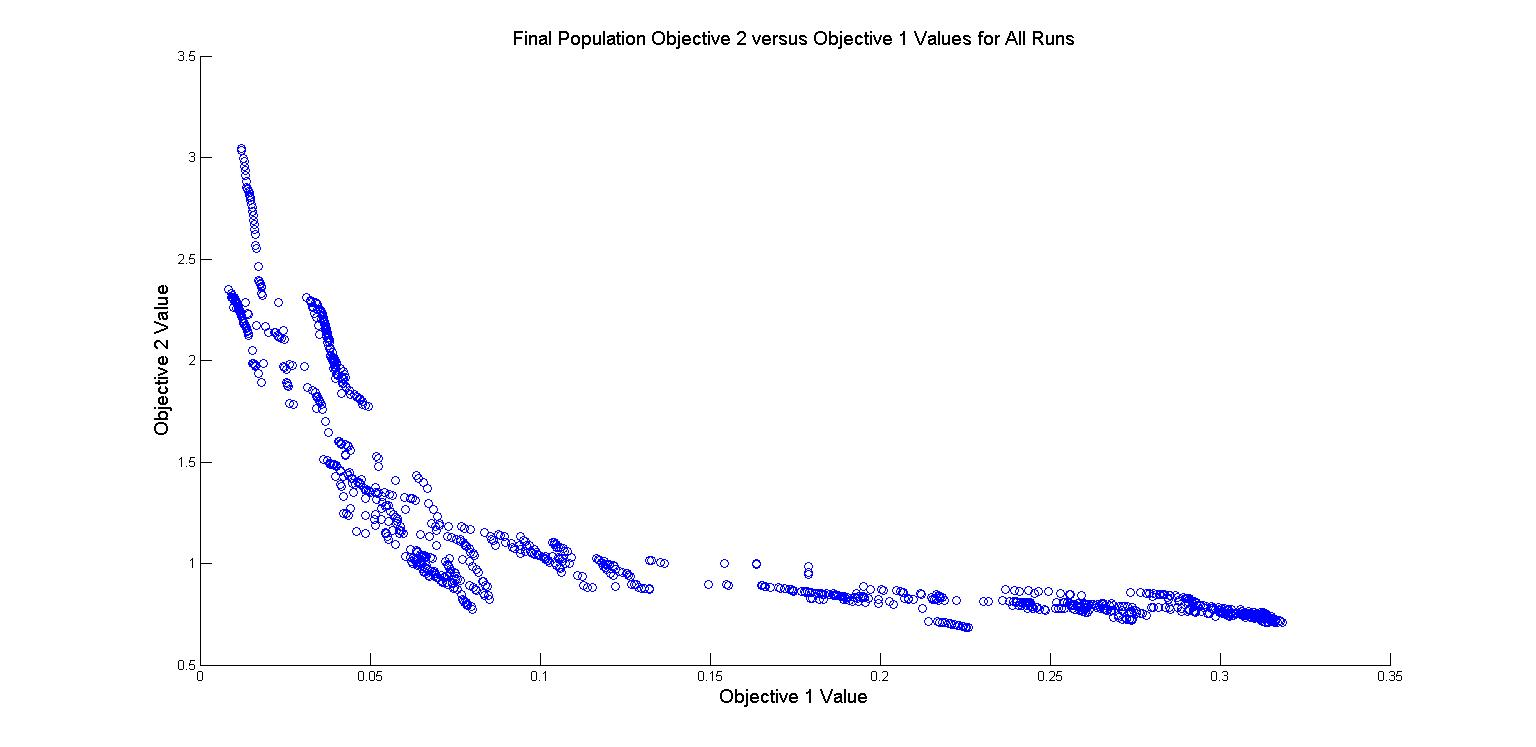 Final Population Objective 2 versus Objective 1 Values for All Runs
3.5
3
2.5
2
1.5
1
0.5
Objective 2 Value
0 0.05 0.1 0.15 0.2 0.25 0.3 0.35
Objective 1 Value